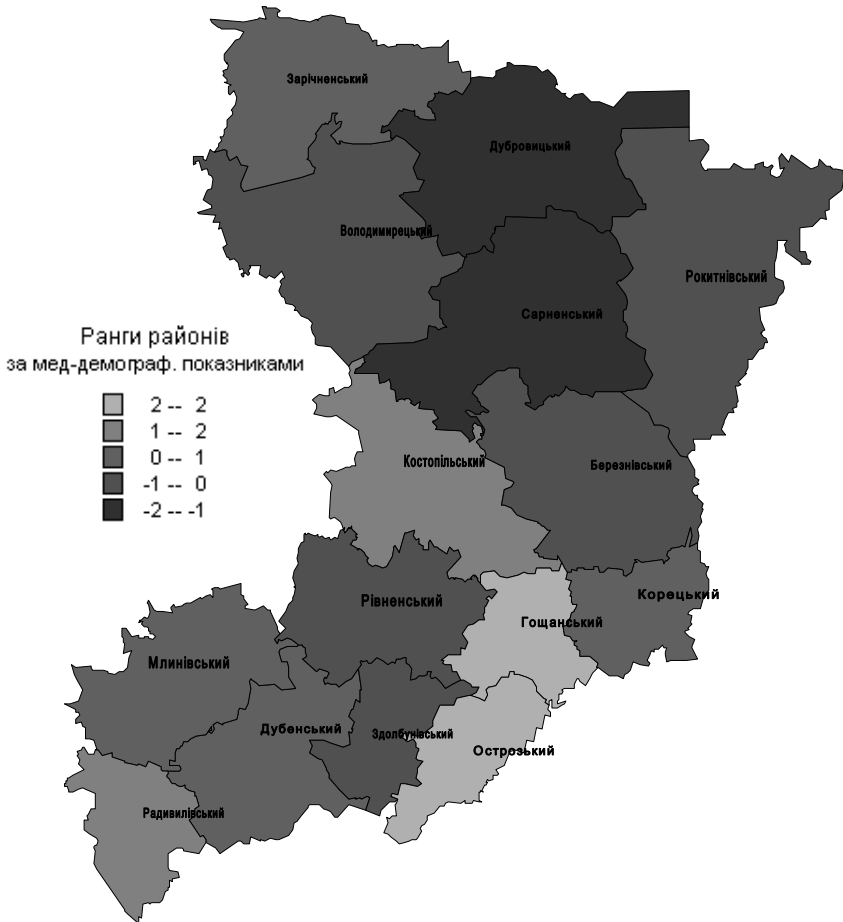 Зарічненський
Дубровицький
Володимирецький
Рокитнівський
Сарненський
Ранги районів
за мед-демограф. показниками
2 -- 2
1 -- 2
0 -- 1
-1 -- 0
-2 -- -1
Костопільський
Березнівський
Рівненський
Корецький
Гощанський
Млинівський
Дубенський
Здолбунівський
Острозький
Радивилівський